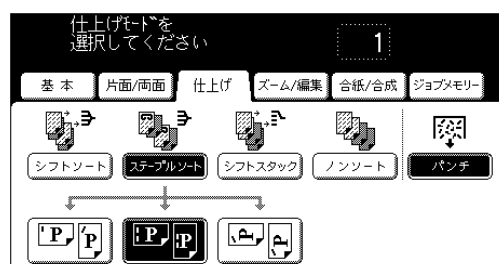 仕上げモードを
選択してください
1
基本 片面/両面 仕上げ ズーム/編集 合紙/合成 ジョブメモリー
シフトソート ステープルソート シフトスタック ノンソート パンチ
P P P P P P